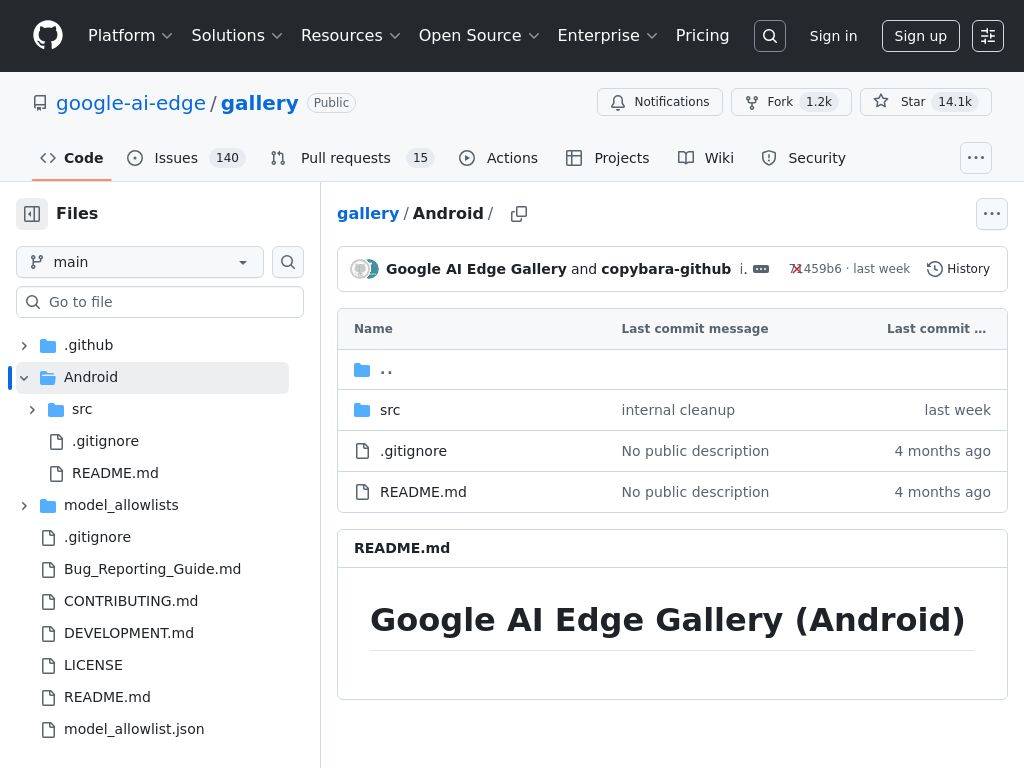 Platform Solutions Resources Open Source Enterprise Pricing Sign in Sign up
google-ai-edge / gallery Public Notifications Fork 1.2k Star 14.1k
Code Issues 140 Pull requests 15 Actions Projects Wiki Security
Files
main
Go to file
.github
Android
src
.gitignore
README.md
model_allowlists
.gitignore
Bug_Reporting_Guide.md
CONTRIBUTING.md
DEVELOPMENT.md
LICENSE
README.md
model_allowlist.json
gallery / Android /
Google AI Edge Gallery and copybara-github i. 459b6 · last week History
Name Last commit message Last commit …
..
src internal cleanup last week
.gitignore No public description 4 months ago
README.md No public description 4 months ago
README.md
Google AI Edge Gallery (Android)